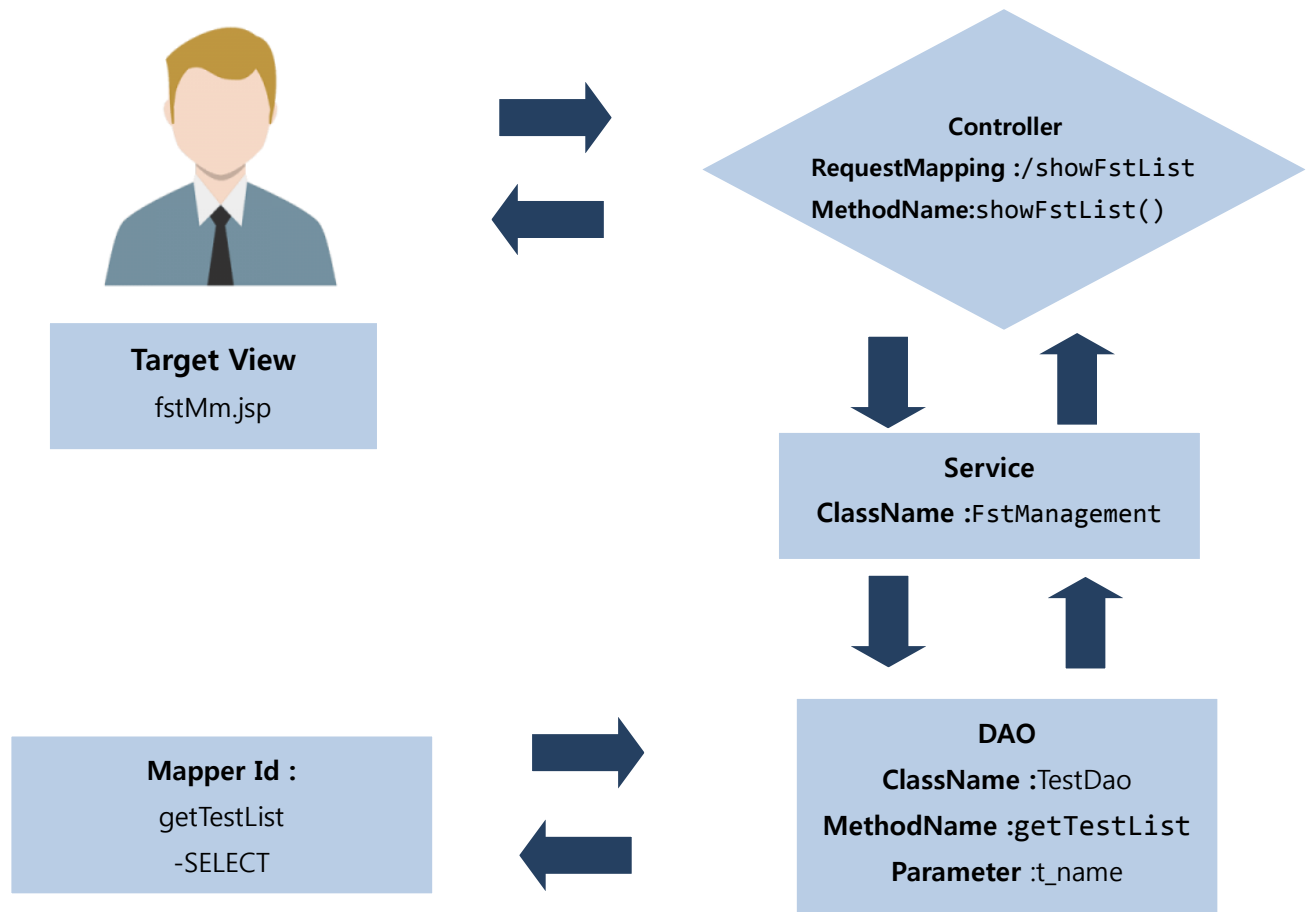 Controller
RequestMapping :/showFstList
MethodName:showFstList()
Target View
fstMm.jsp
Service
ClassName :FstManagement
Mapper Id :
getTestList
-SELECT
DAO
ClassName :TestDao
MethodName :getTestList
Parameter :t_name